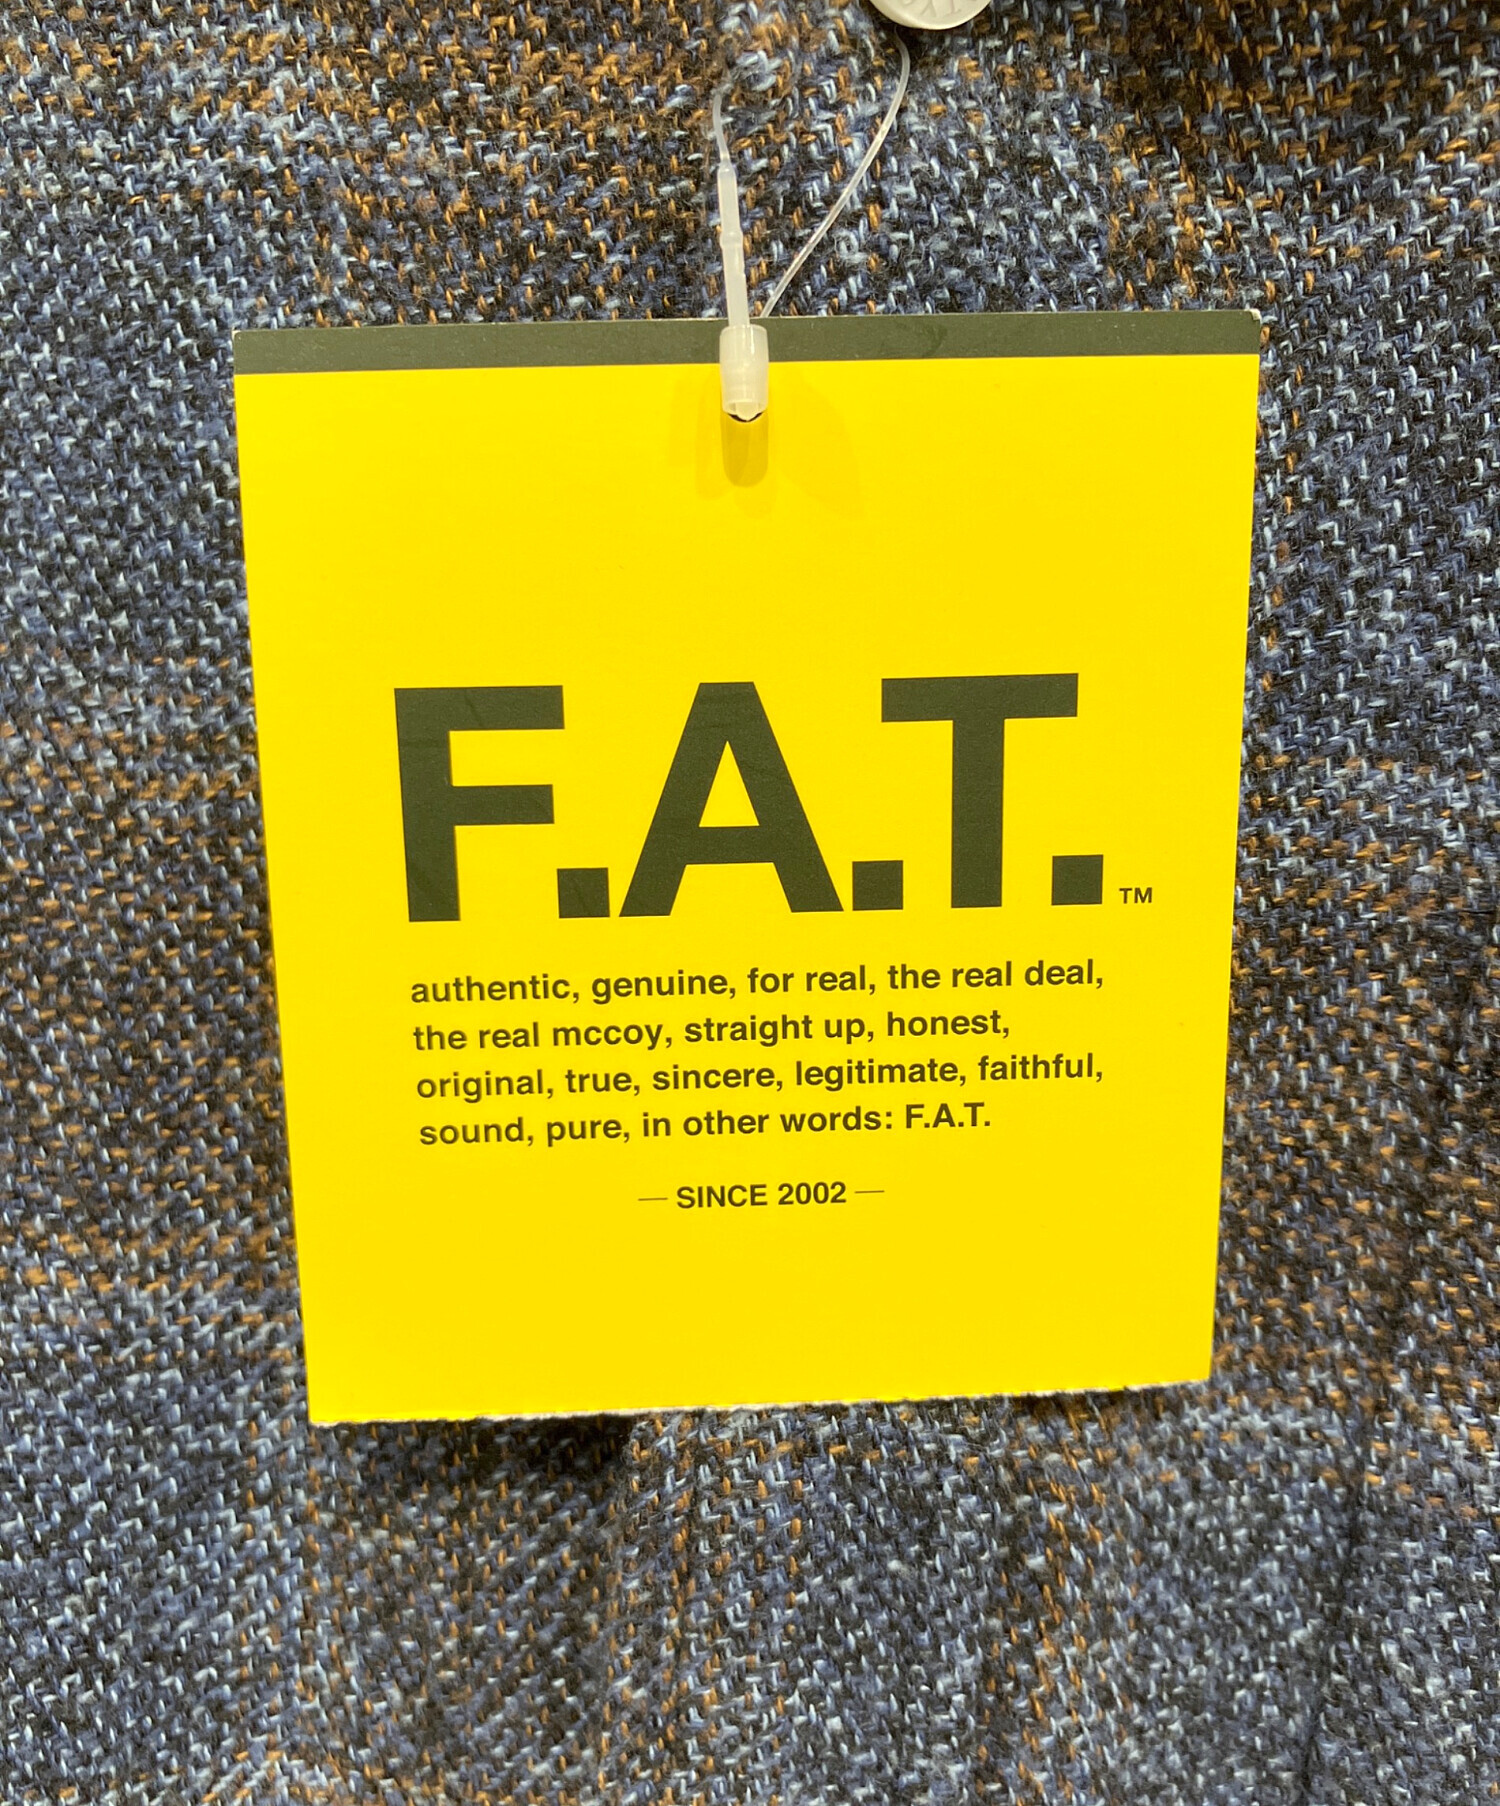 F.A.T.™
authentic, genuine, for real, the real deal,
the real mccoy, straight up, honest,
original, true, sincere, legitimate, faithful,
sound, pure, in other words: F.A.T.
— SINCE 2002 —